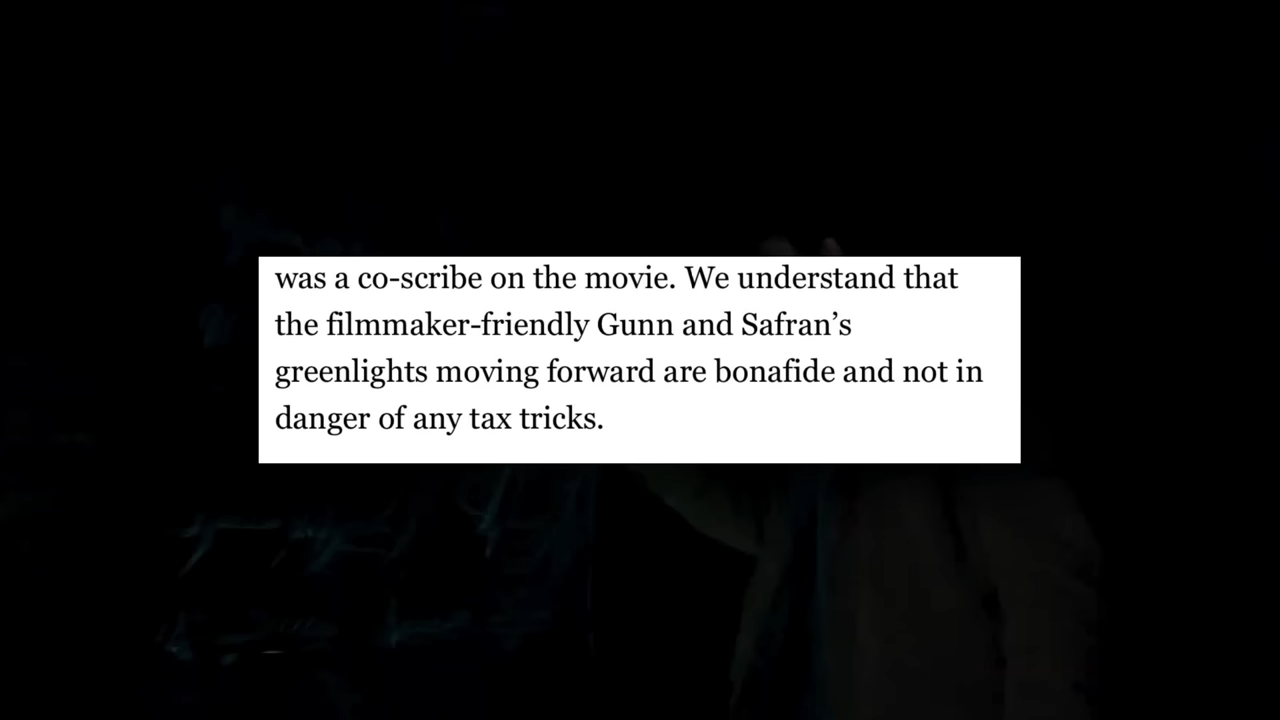 was a co-scribe on the movie. We understand that
the filmmaker-friendly Gunn and Safran’s
greenlights moving forward are bonafide and not in
danger of any tax tricks.